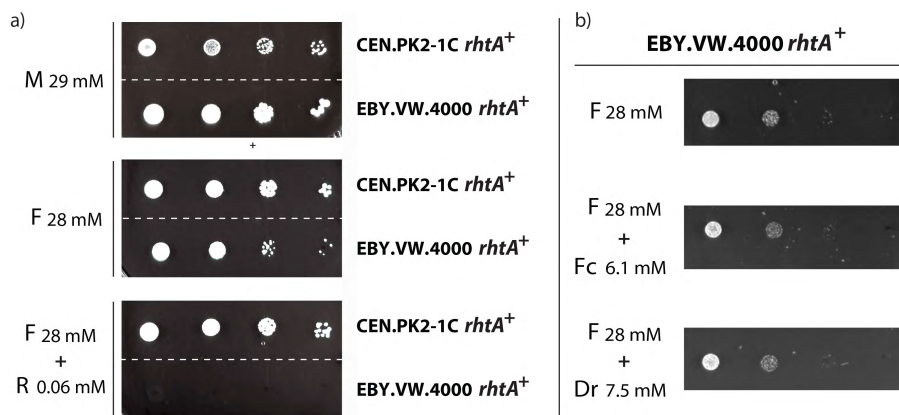 a)
M 29 mM
CEN.PK2-1C rhtA+
EBY.VW.4000 rhtA+
+
F 28 mM
CEN.PK2-1C rhtA+
EBY.VW.4000 rhtA+
F 28 mM
+
R 0.06 mM
CEN.PK2-1C rhtA+
EBY.VW.4000 rhtA+
b)
EBY.VW.4000 rhtA+
F 28 mM
F 28 mM
+
Fc 6.1 mM
F 28 mM
+
Dr 7.5 mM